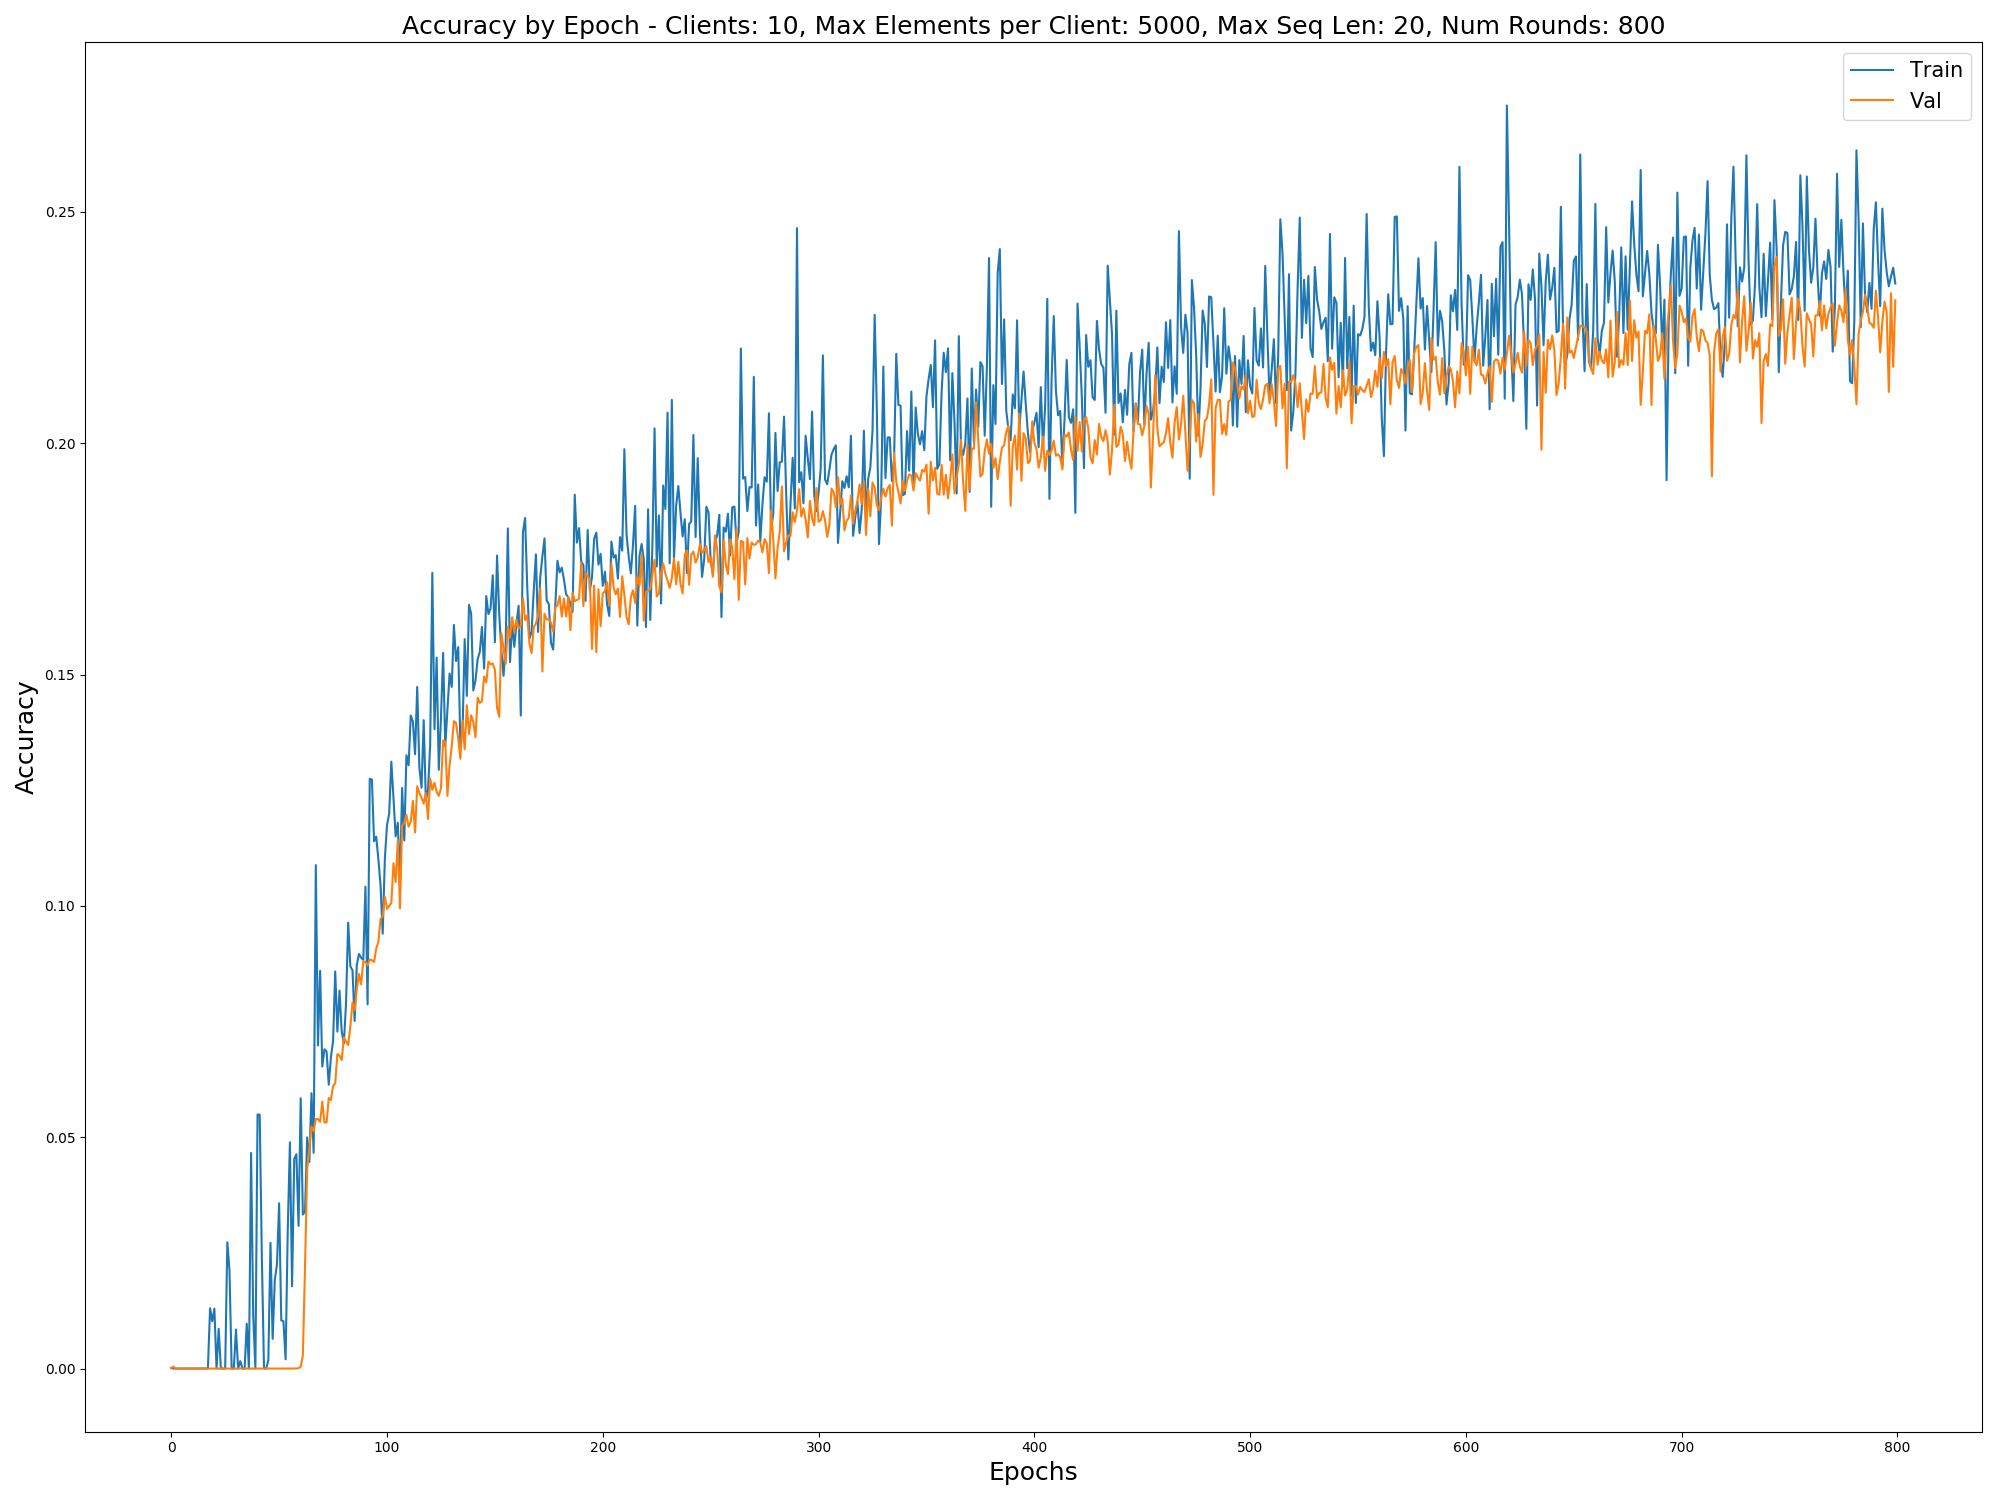 Accuracy by Epoch - Clients: 10, Max Elements per Client: 5000, Max Seq Len: 20, Num Rounds: 800
Train
Val
Accuracy
0.25
0.20
0.15
0.10
0.05
0.00
0 100 200 300 400 500 600 700 800
Epochs